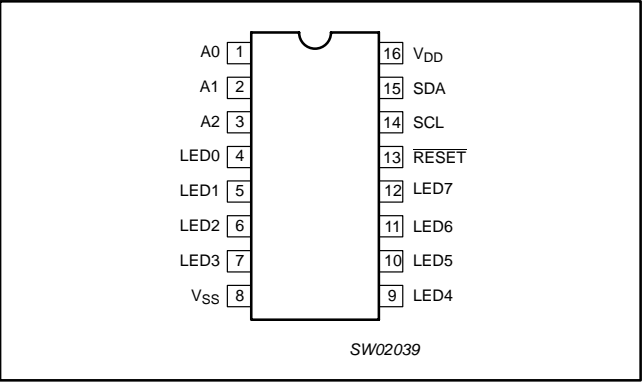 A0 1 16 VDD
A1 2 15 SDA
A2 3 14 SCL
LED0 4 13 RESET
LED1 5 12 LED7
LED2 6 11 LED6
LED3 7 10 LED5
VSS 8 9 LED4
SW02039